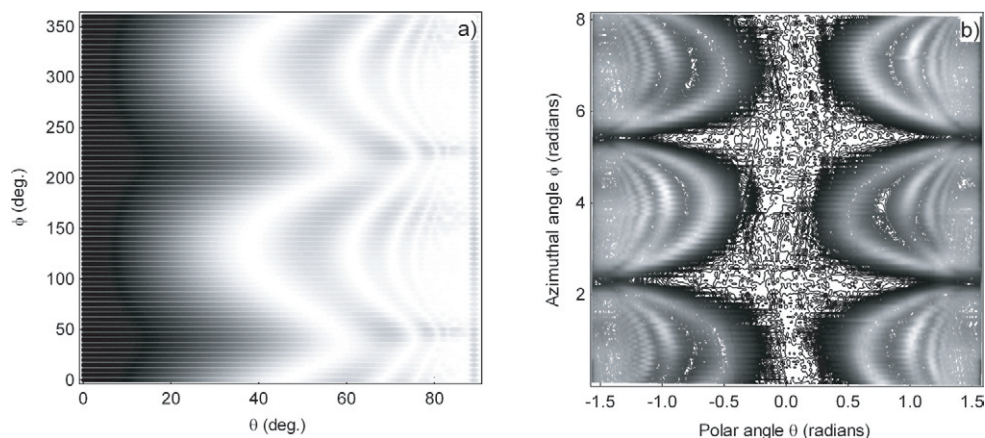 a)
350
300
250
200
150
100
50
0
ϕ (deg.)
0 20 40 60 80
θ (deg.)
b)
8
6
4
2
Azimuthal angle ϕ (radians)
-1.5 -1.0 -0.5 0.0 0.5 1.0 1.5
Polar angle θ (radians)